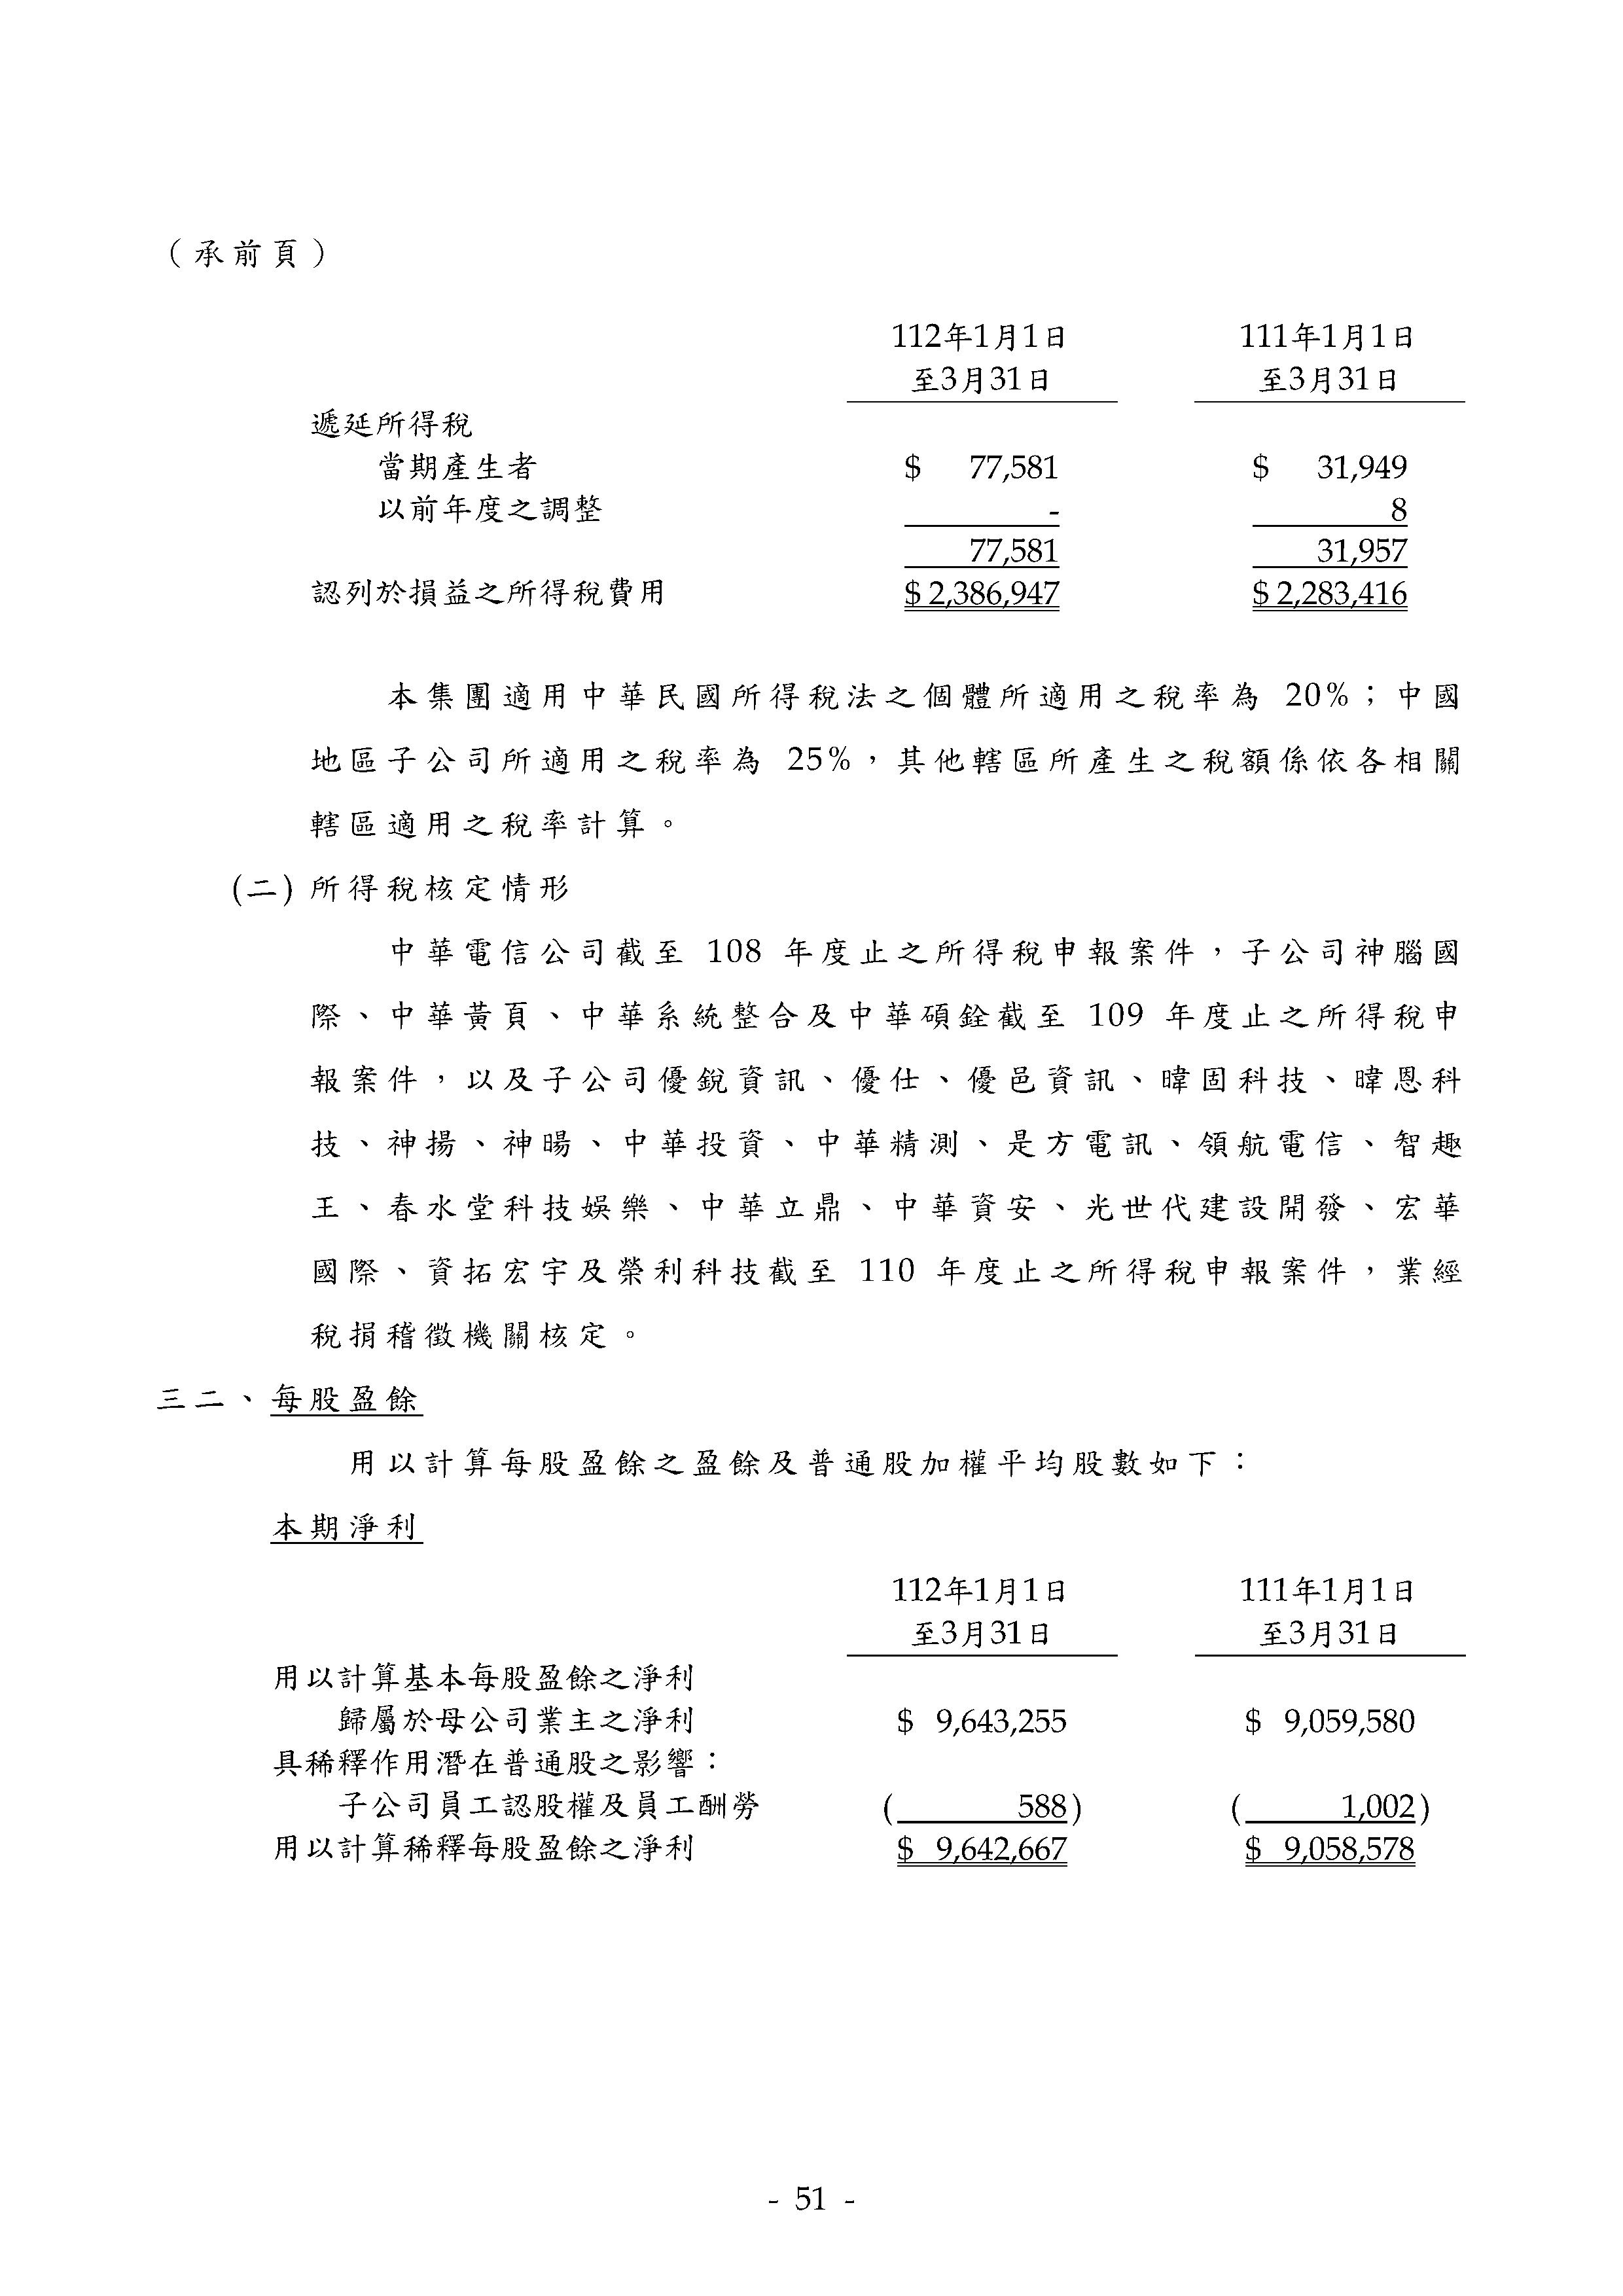 （承前頁）
112年1月1日 111年1月1日
至3月31日 至3月31日
遞延所得稅
當期產生者 $ 77,581 $ 31,949
以前年度之調整 - 8
77,581 31,957
認列於損益之所得稅費用 $ 2,386,947 $ 2,283,416
本集團適用中華民國所得稅法之個體所適用之稅率為 20%；中國
地區子公司所適用之稅率為 25%，其他轄區所產生之稅額係依各相關
轄區適用之稅率計算。
(二) 所得稅核定情形
中華電信公司截至 108 年度止之所得稅申報案件，子公司神腦國
際、中華黃頁、中華系統整合及中華碩銓截至 109 年度止之所得稅申
報案件，以及子公司優銳資訊、優仕、優邑資訊、暐固科技、暐恩科
技、神揚、神暘、中華投資、中華精測、是方電訊、領航電信、智趣
王、春水堂科技娛樂、中華立鼎、中華資安、光世代建設開發、宏華
國際、資拓宏宇及榮利科技截至 110 年度止之所得稅申報案件，業經
稅捐稽徵機關核定。
三二、每股盈餘
用以計算每股盈餘之盈餘及普通股加權平均股數如下：
本期淨利
112年1月1日 111年1月1日
至3月31日 至3月31日
用以計算基本每股盈餘之淨利
歸屬於母公司業主之淨利 $ 9,643,255 $ 9,059,580
具稀釋作用潛在普通股之影響：
子公司員工認股權及員工酬勞 ( 588) ( 1,002)
用以計算稀釋每股盈餘之淨利 $ 9,642,667 $ 9,058,578
- 51 -